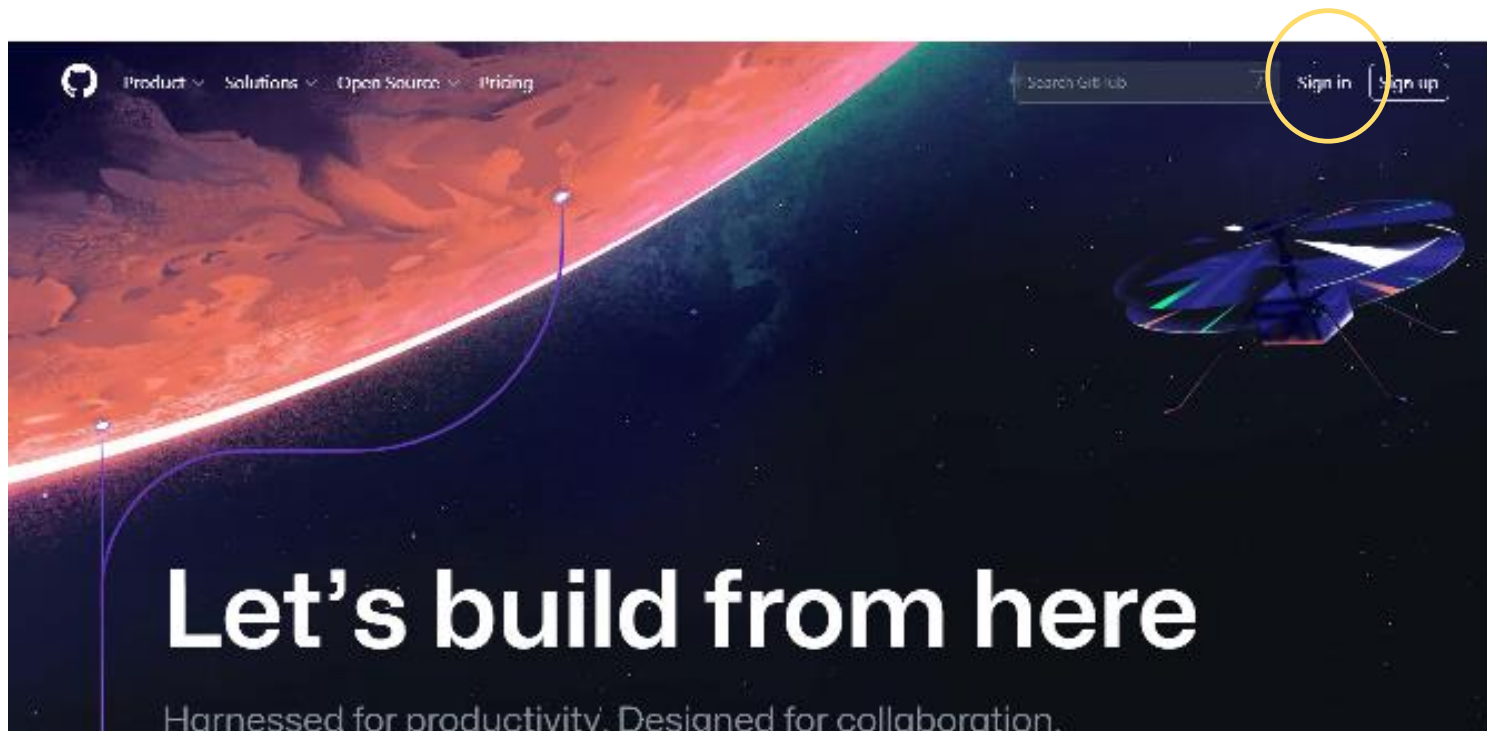 Product Solutions Open Source Pricing Search GitHub / Sign in Sign up
Let's build from here
Harnessed for productivity. Designed for collaboration.